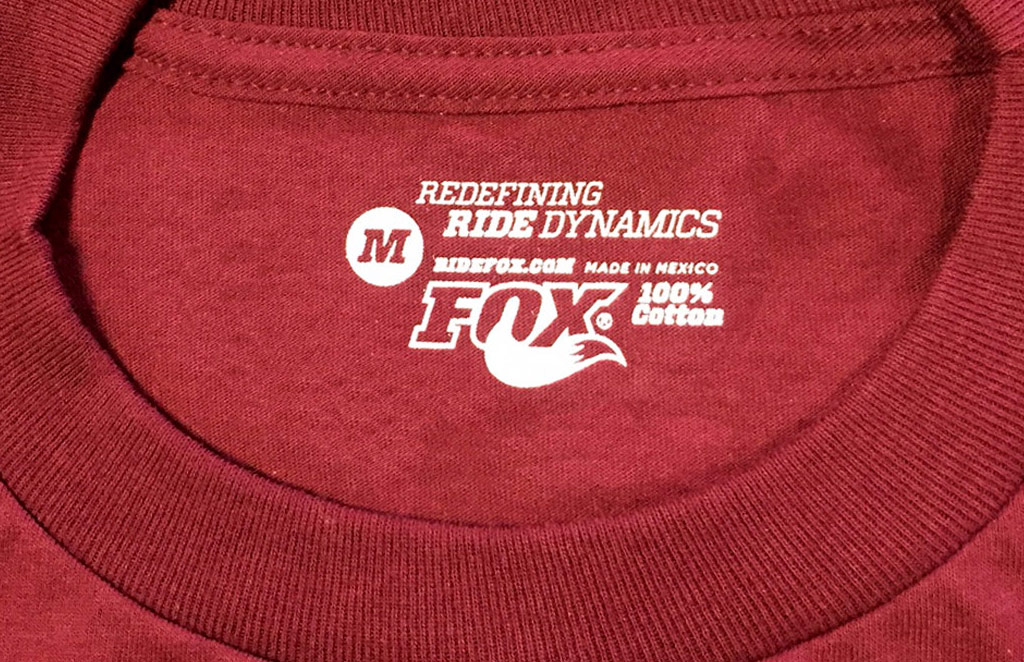 REDEFINING
RIDE DYNAMICS
M
RIDEFOX.COM MADE IN MEXICO
FOX® 100%
Cotton